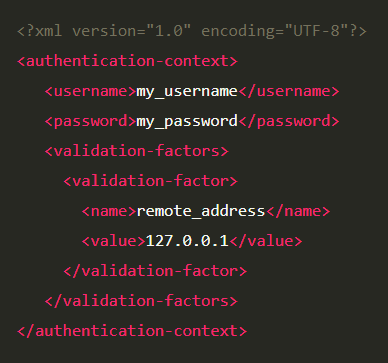 <?xml version="1.0" encoding="UTF-8"?>
<authentication-context>
<username>my_username</username>
<password>my_password</password>
<validation-factors>
<validation-factor>
<name>remote_address</name>
<value>127.0.0.1</value>
</validation-factor>
</validation-factors>
</authentication-context>